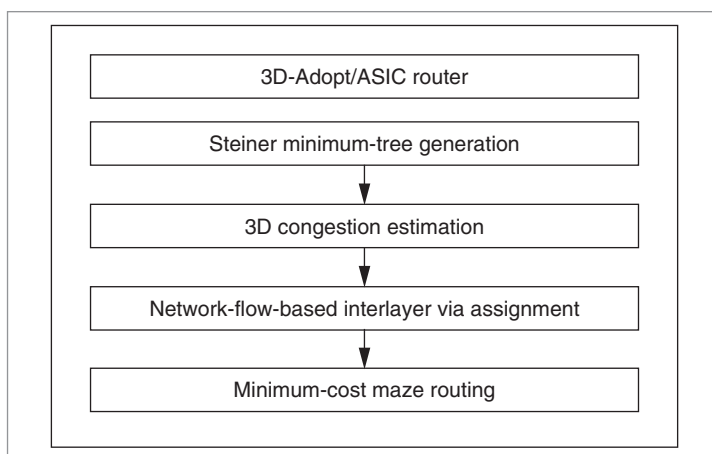 3D-Adopt/ASIC router
Steiner minimum-tree generation
3D congestion estimation
Network-flow-based interlayer via assignment
Minimum-cost maze routing